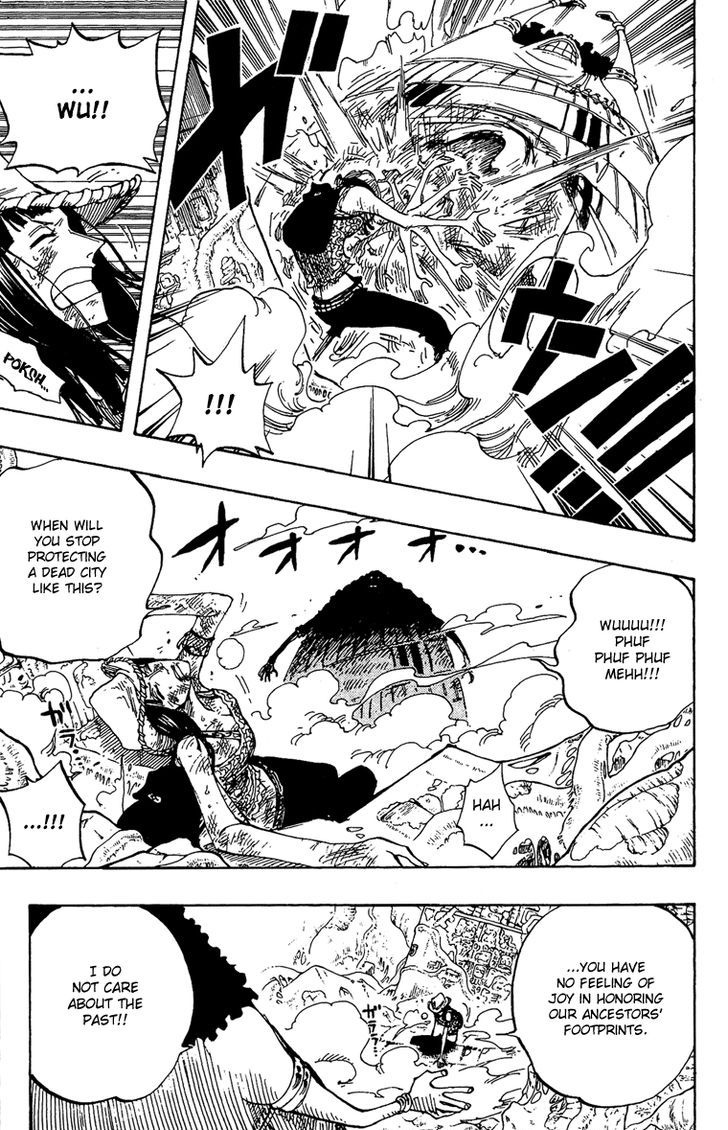 !!!
...
WU!!
POKSH..
WUUUU!!!
PHUF
PHUF PHUF
MEHH!!!
オオオオ...
HAH
...
WHEN WILL
YOU STOP
PROTECTING
A DEAD CITY
LIKE THIS?
ガラ
...!!!
...YOU HAVE
NO FEELING OF
JOY IN HONORING
OUR ANCESTORS'
FOOTPRINTS.
I DO
NOT CARE
ABOUT THE
PAST!!